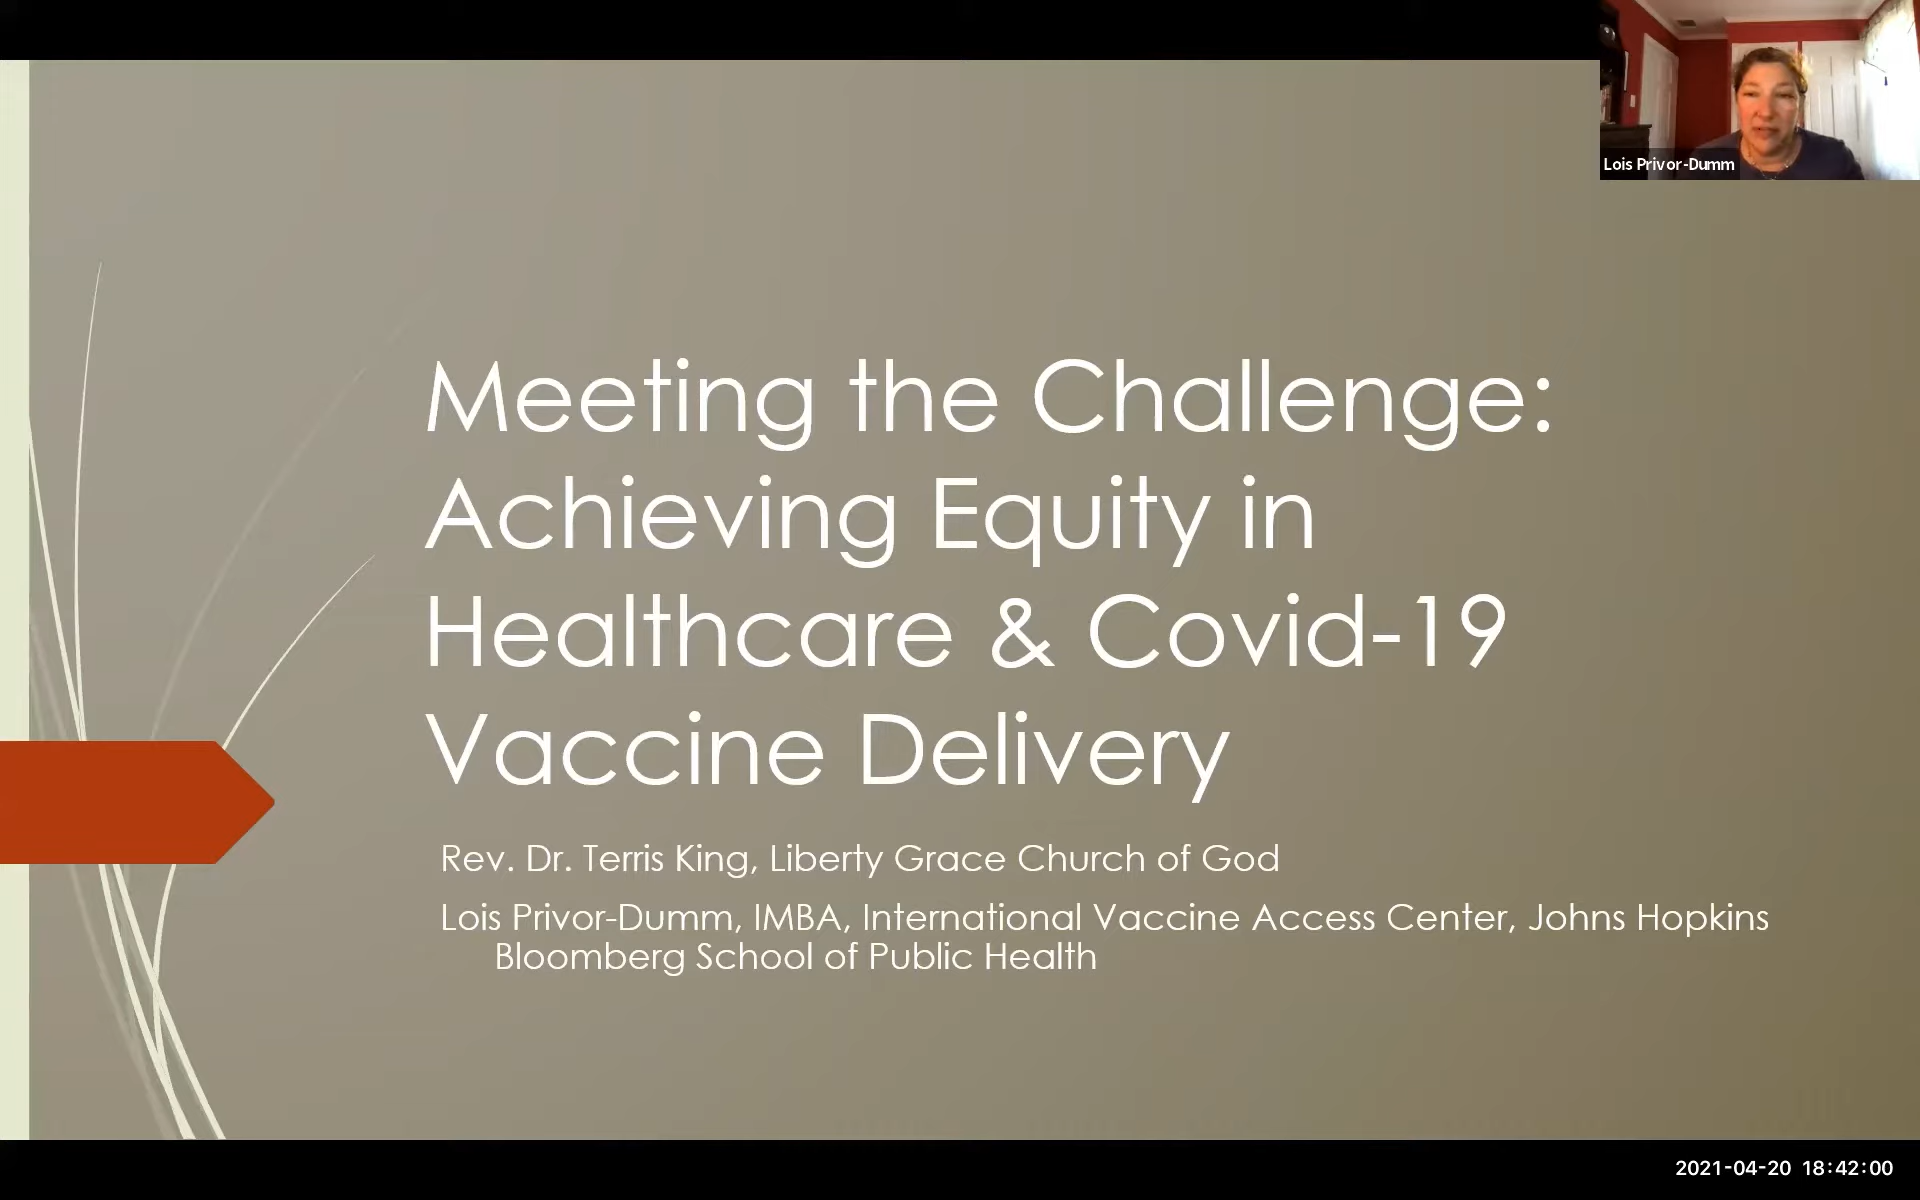 Lois Privor-Dumm
Meeting the Challenge:
Achieving Equity in
Healthcare & Covid-19
Vaccine Delivery
Rev. Dr. Terris King, Liberty Grace Church of God
Lois Privor-Dumm, IMBA, International Vaccine Access Center, Johns Hopkins
Bloomberg School of Public Health
2021-04-20 18:42:00